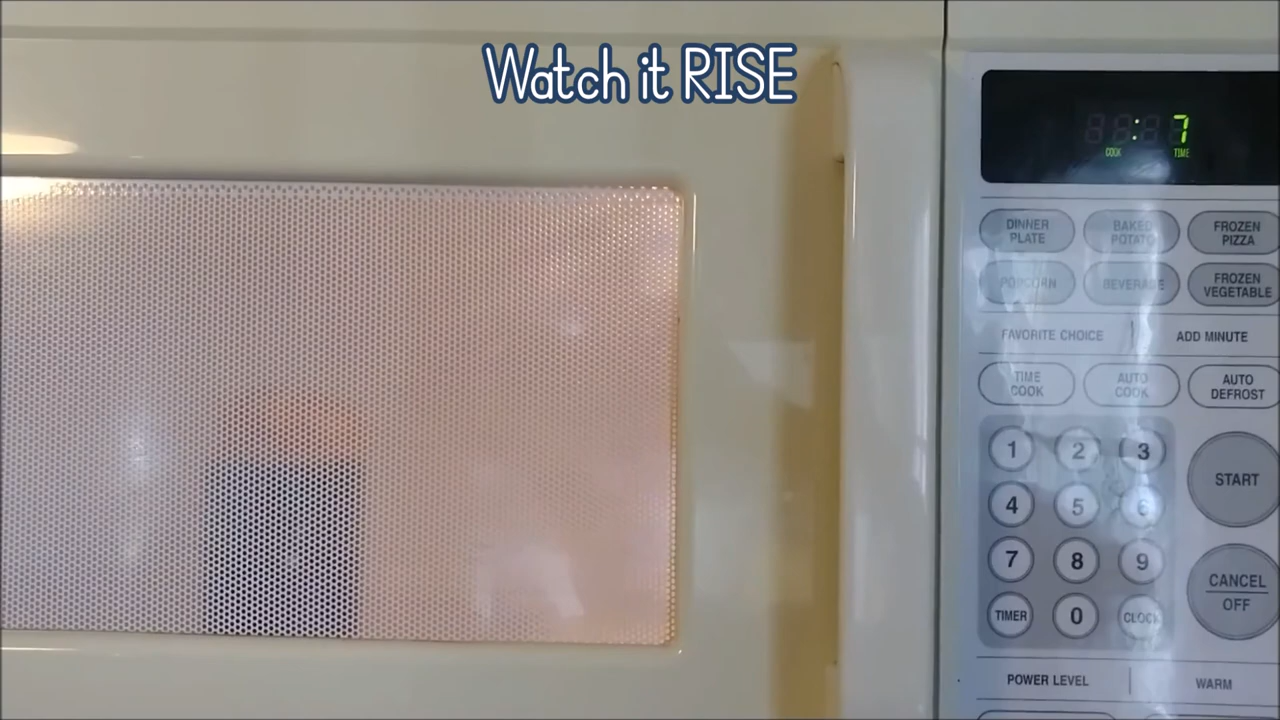 Watch it RISE
: 7
COOK TIME
DINNER PLATE
BAKED POTATO
FROZEN PIZZA
POPCORN
BEVERAGE
FROZEN VEGETABLE
FAVORITE CHOICE
ADD MINUTE
TIME COOK
AUTO COOK
AUTO DEFROST
1 2 3
4 5 6
START
7 8 9
CANCEL
OFF
TIMER 0 CLOCK
POWER LEVEL
WARM